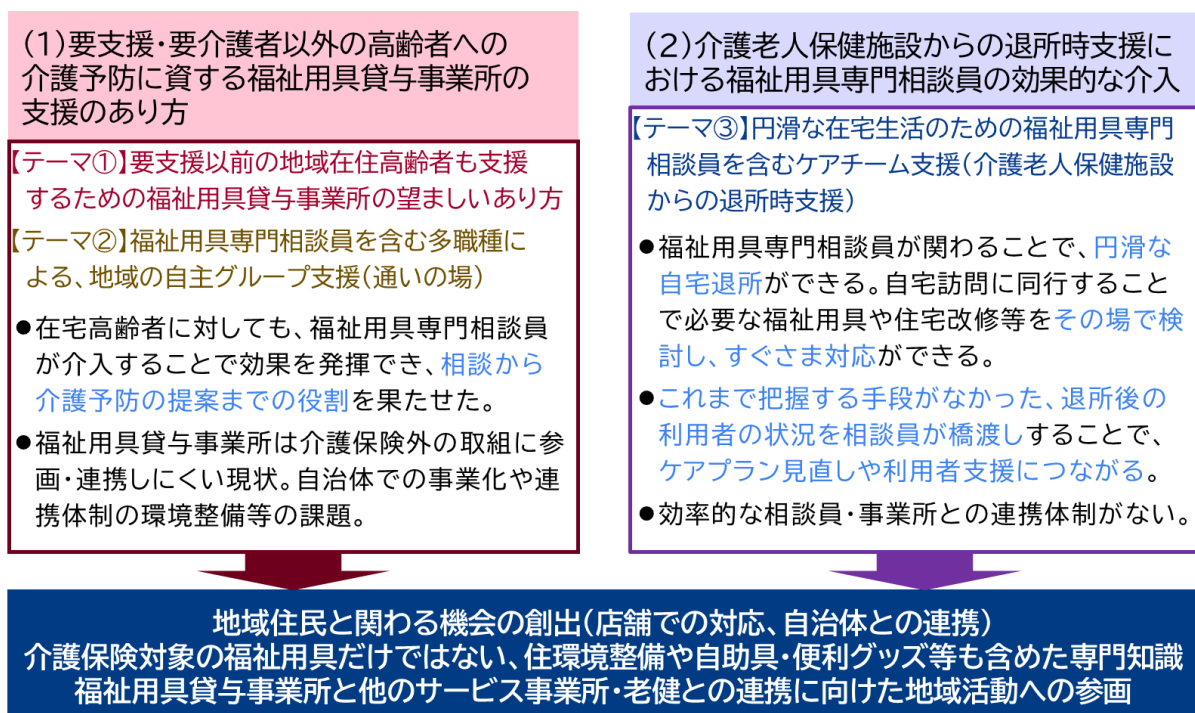 (1)要支援・要介護者以外の高齢者への
介護予防に資する福祉用具貸与事業所の
支援のあり方
【テーマ①】要支援以前の地域在住高齢者も支援
するための福祉用具貸与事業所の望ましいあり方
【テーマ②】福祉用具専門相談員を含む多職種に
よる、地域の自主グループ支援(通いの場)
●在宅高齢者に対しても、福祉用具専門相談員
が介入することで効果を発揮でき、相談から
介護予防の提案までの役割を果たせた。
●福祉用具貸与事業所は介護保険外の取組に参
画・連携しにくい現状。自治体での事業化や連
携体制の環境整備等の課題。
(2)介護老人保健施設からの退所時支援に
おける福祉用具専門相談員の効果的な介入
【テーマ③】円滑な在宅生活のための福祉用具専門
相談員を含むケアチーム支援(介護老人保健施設
からの退所時支援)
●福祉用具専門相談員が関わることで、円滑な
自宅退所ができる。自宅訪問に同行すること
で必要な福祉用具や住宅改修等をその場で検
討し、すぐさま対応ができる。
●これまで把握する手段がなかった、退所後の
利用者の状況を相談員が橋渡しすることで、
ケアプラン見直しや利用者支援につながる。
●効率的な相談員・事業所との連携体制がない。
地域住民と関わる機会の創出(店舗での対応、自治体との連携)
介護保険対象の福祉用具だけではない、住環境整備や自助具・便利グッズ等も含めた専門知識
福祉用具貸与事業所と他のサービス事業所・老健との連携に向けた地域活動への参画